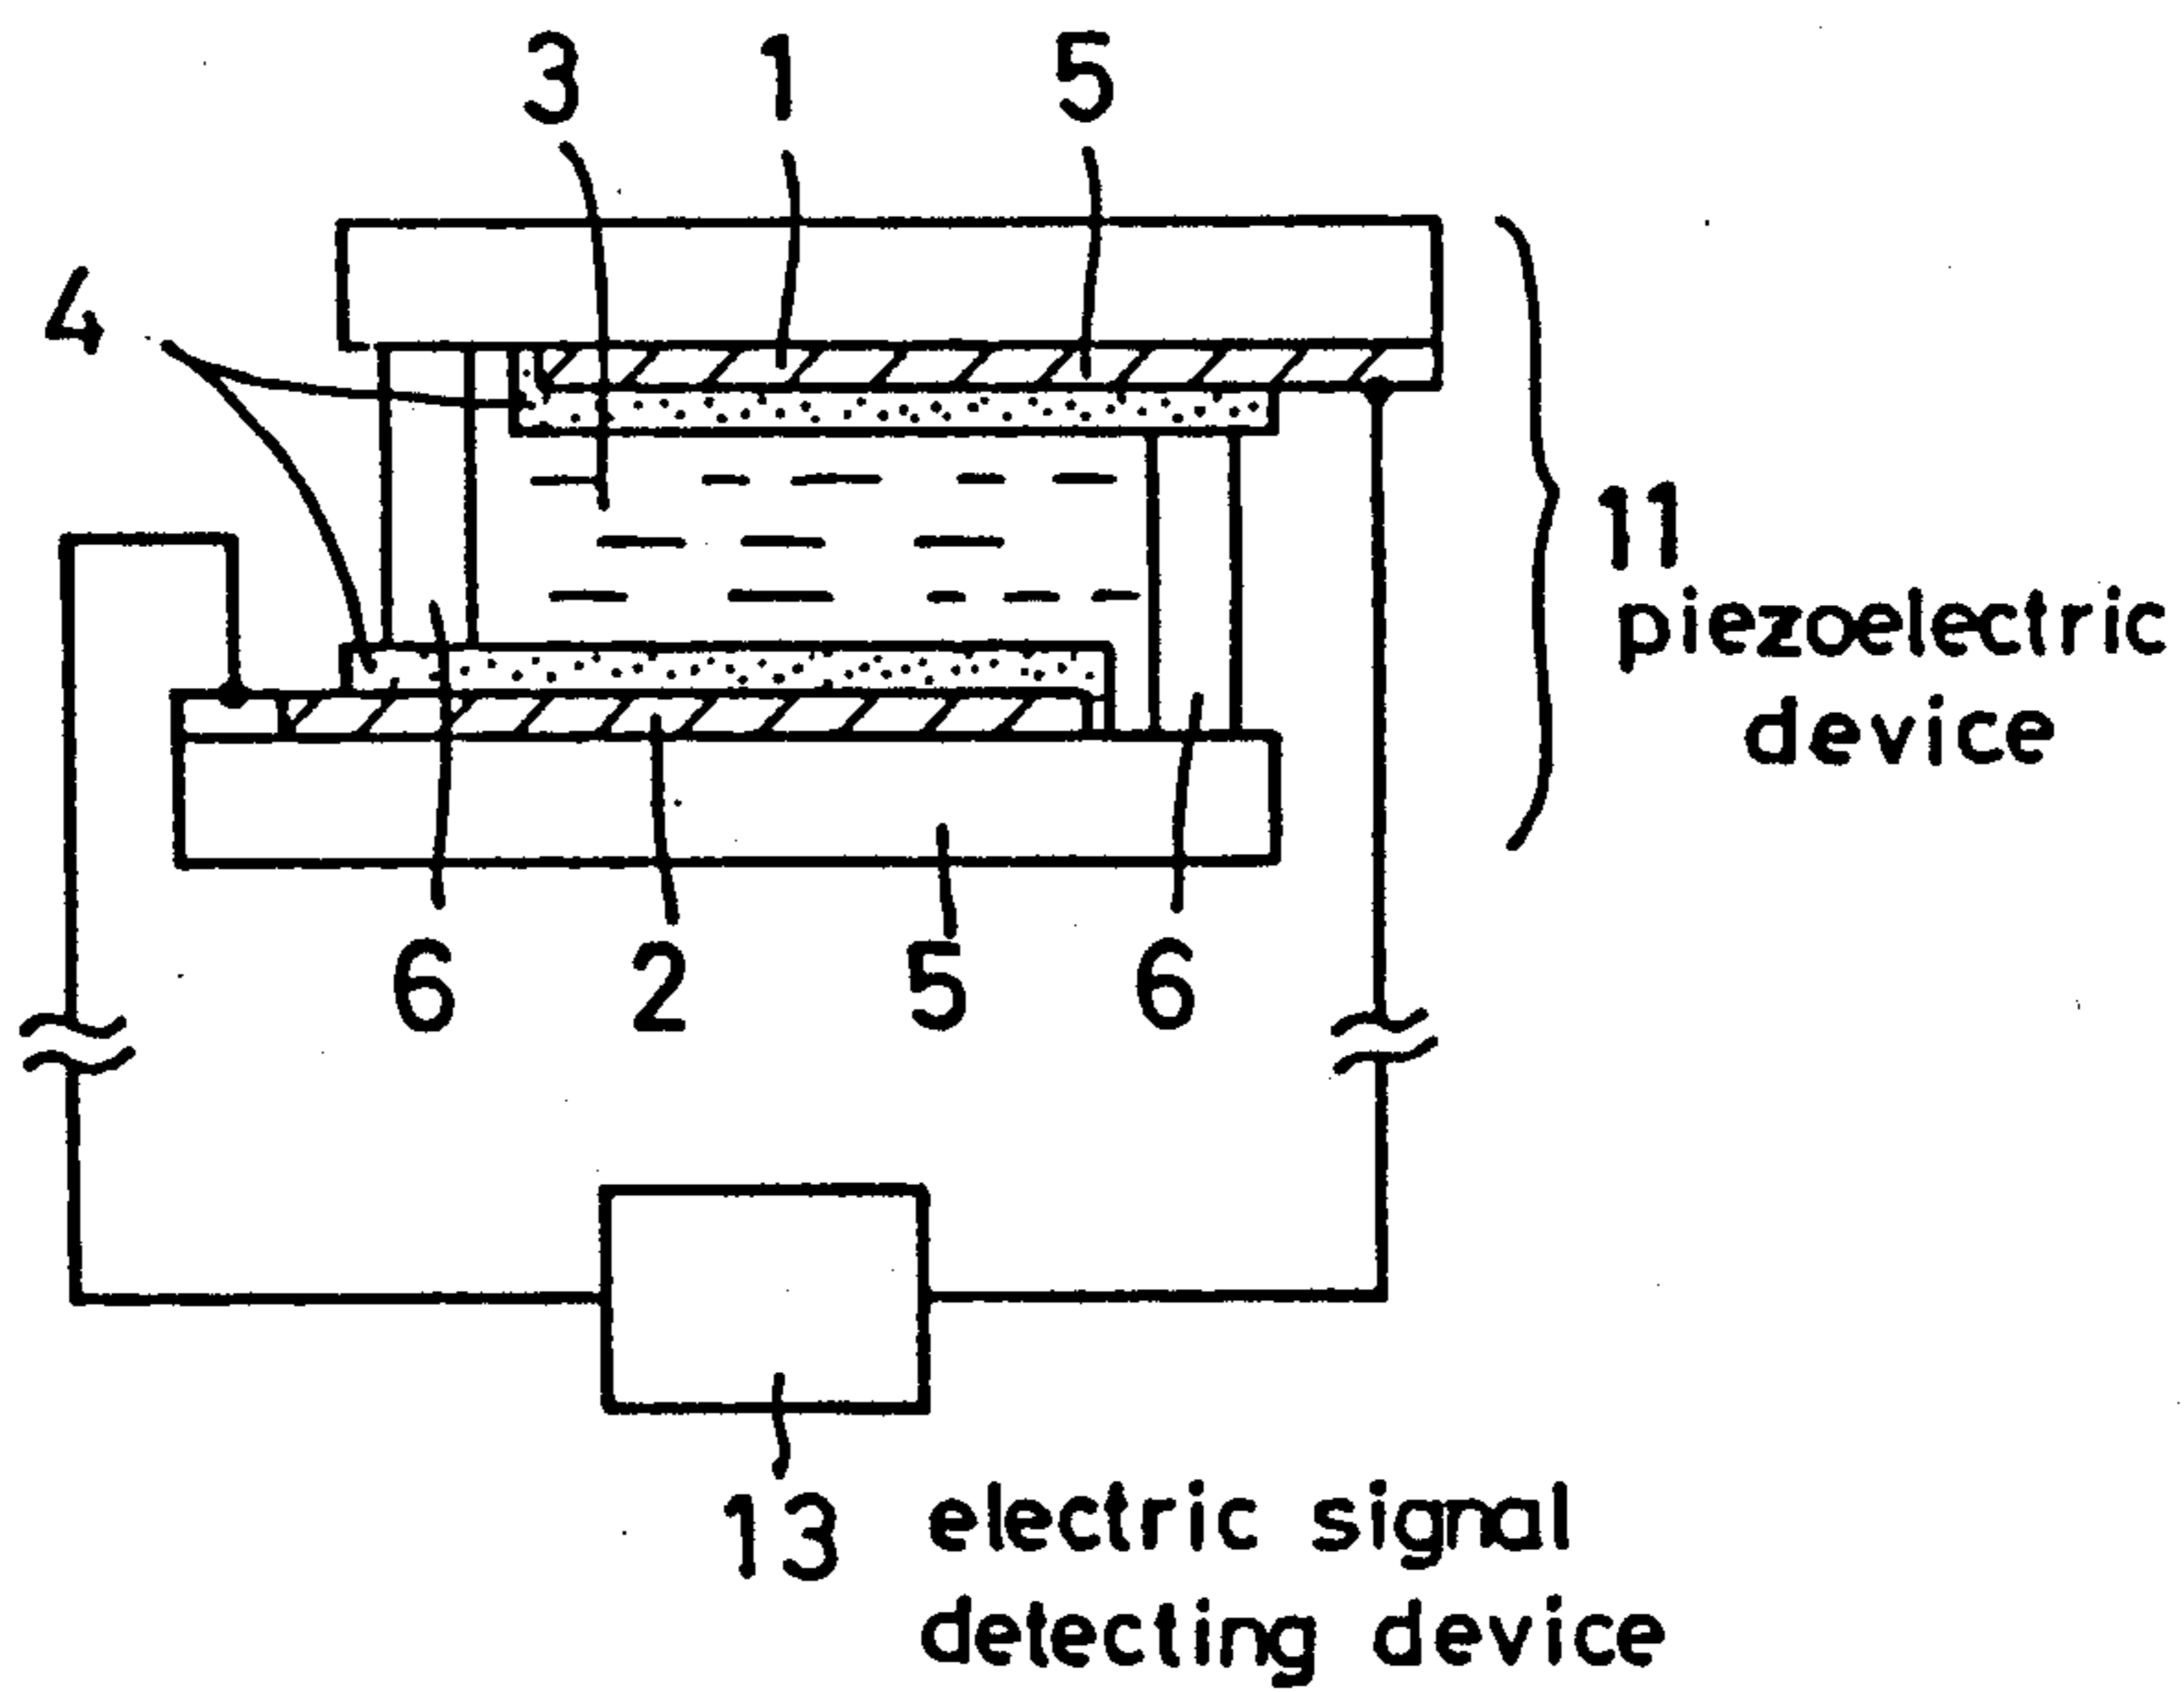 3 1 5
4
11
piezoelectric
device
6 2 5 6
13 electric signal
detecting device